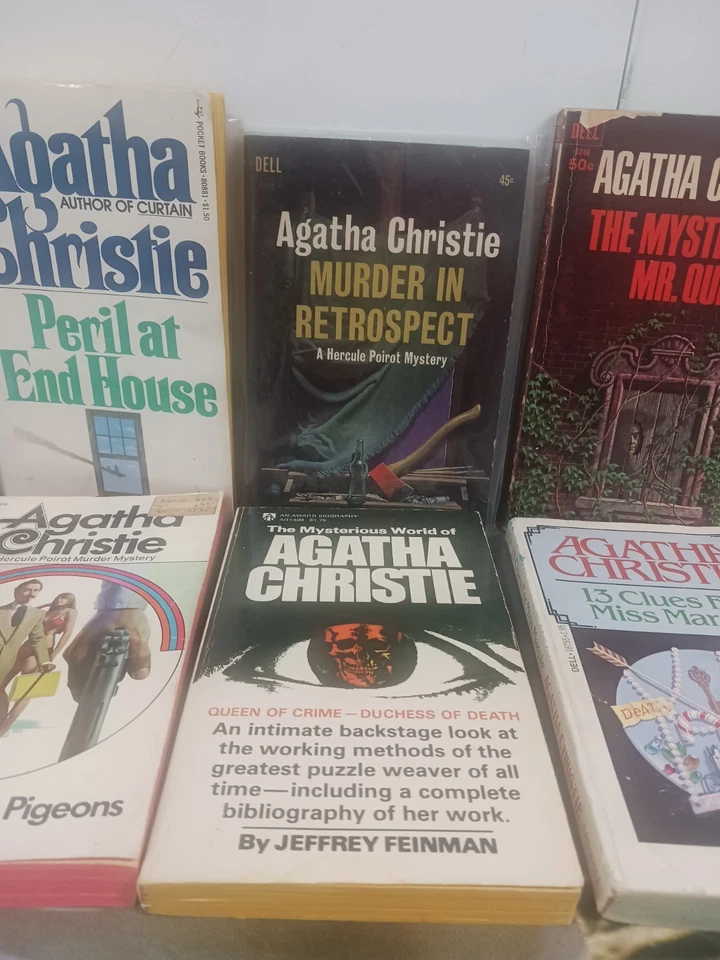 Agatha
AUTHOR OF CURTAIN
Christie
Peril at
End House
POCKET BOOKS · 80881 · $1.50
DELL
45c
Agatha Christie
MURDER IN
RETROSPECT
A Hercule Poirot Mystery
DELL
50c
AGATHA C
THE MYST
MR. QU
Agatha
Christie
Hercule Poirot Murder Mystery
Pigeons
AN AWARD BIOGRAPHY
$1.75
The Mysterious World of
AGATHA
CHRISTIE
QUEEN OF CRIME — DUCHESS OF DEATH
An intimate backstage look at
the working methods of the
greatest puzzle weaver of all
time—including a complete
bibliography of her work.
By JEFFREY FEINMAN
AGATHA
CHRISTI
13 Clues F
Miss Mar
DELL
DeATH